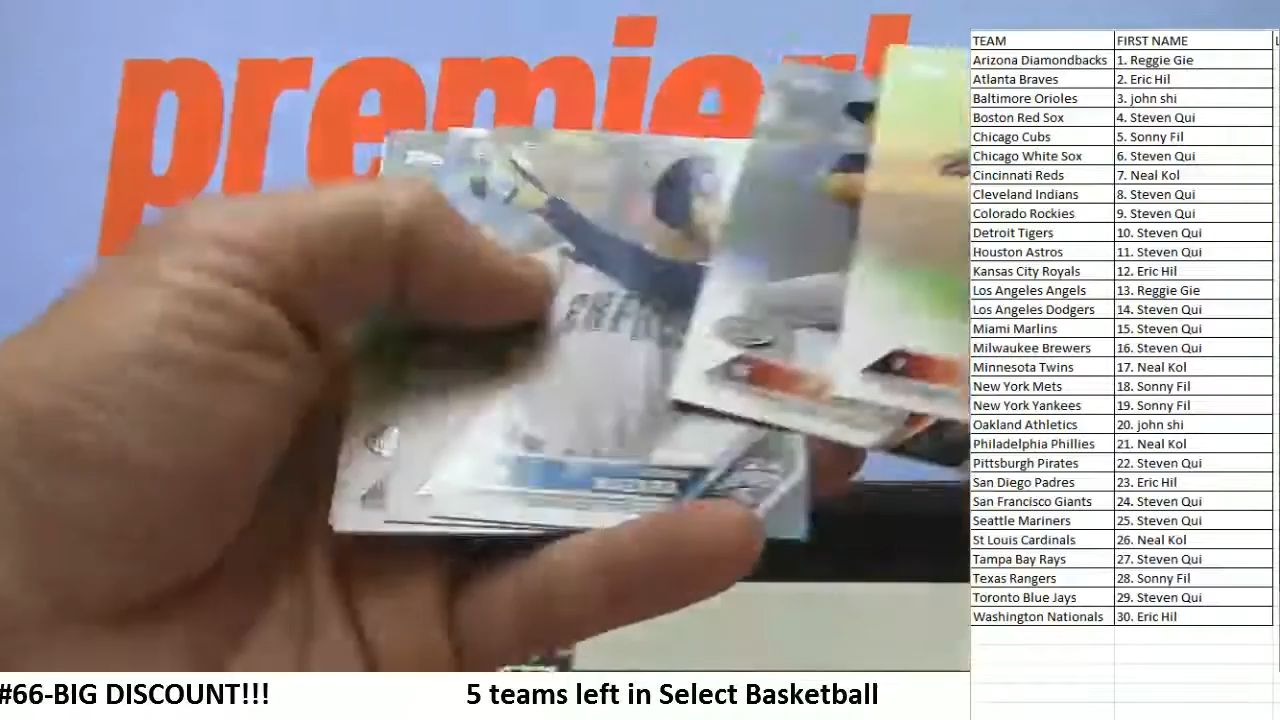 premier
TEAM FIRST NAME
Arizona Diamondbacks 1. Reggie Gie
Atlanta Braves 2. Eric Hil
Baltimore Orioles 3. john shi
Boston Red Sox 4. Steven Qui
Chicago Cubs 5. Sonny Fil
Chicago White Sox 6. Steven Qui
Cincinnati Reds 7. Neal Kol
Cleveland Indians 8. Steven Qui
Colorado Rockies 9. Steven Qui
Detroit Tigers 10. Steven Qui
Houston Astros 11. Steven Qui
Kansas City Royals 12. Eric Hil
Los Angeles Angels 13. Reggie Gie
Los Angeles Dodgers 14. Steven Qui
Miami Marlins 15. Steven Qui
Milwaukee Brewers 16. Steven Qui
Minnesota Twins 17. Neal Kol
New York Mets 18. Sonny Fil
New York Yankees 19. Sonny Fil
Oakland Athletics 20. john shi
Philadelphia Phillies 21. Neal Kol
Pittsburgh Pirates 22. Steven Qui
San Diego Padres 23. Eric Hil
San Francisco Giants 24. Steven Qui
Seattle Mariners 25. Steven Qui
St Louis Cardinals 26. Neal Kol
Tampa Bay Rays 27. Steven Qui
Texas Rangers 28. Sonny Fil
Toronto Blue Jays 29. Steven Qui
Washington Nationals 30. Eric Hil
#66-BIG DISCOUNT!!! 5 teams left in Select Basketball